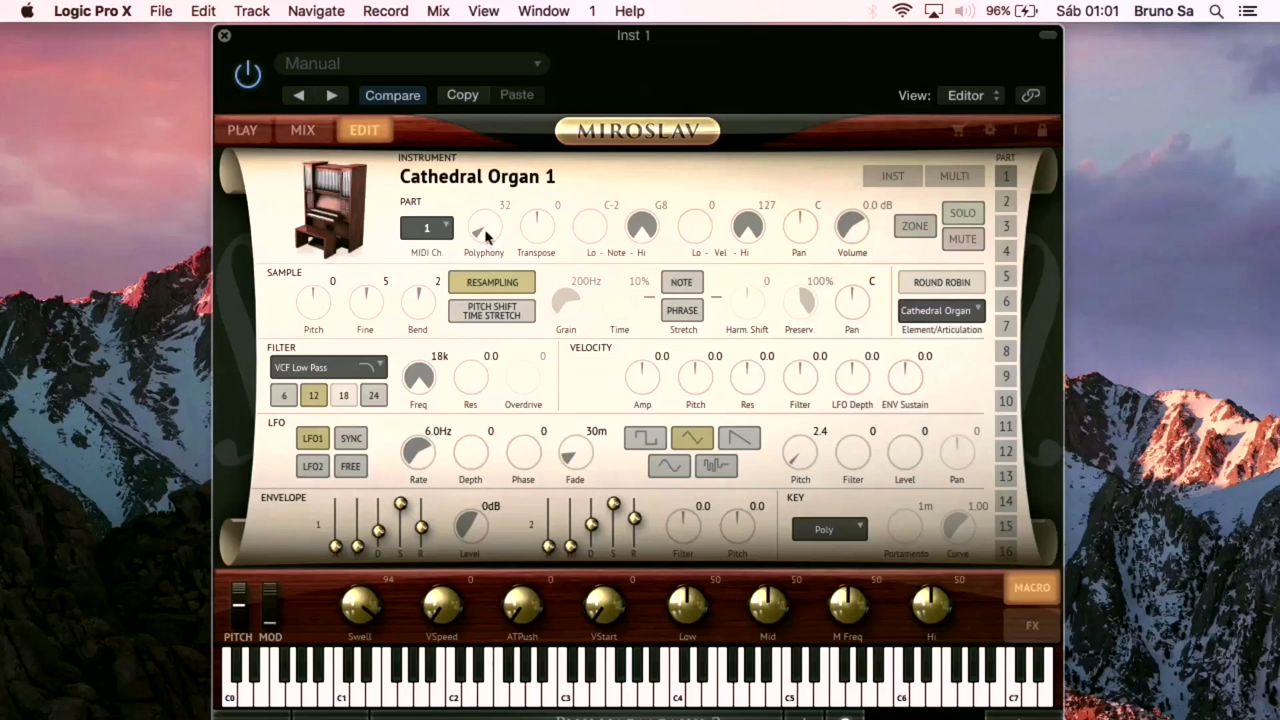 Logic Pro X File Edit Track Navigate Record Mix View Window 1 Help 96% Sáb 01:01 Bruno Sa
Inst 1
Manual
Compare Copy Paste View: Editor
PLAY MIX EDIT MIROSLAV
INSTRUMENT PART
Cathedral Organ 1 INST MULTI 1
PART 32 0 C-2 G8 0 127 C 0.0 dB 2
1 ZONE SOLO 3
MUTE 4
MIDI Ch. Polyphony Transpose Lo - Note - Hi Lo - Vel - Hi Pan Volume
SAMPLE 0 5 2 RESAMPLING 200Hz 10% NOTE 0 100% C ROUND ROBIN 5
PITCH SHIFT
TIME STRETCH PHRASE Cathedral Organ 6
Pitch Fine Bend Grain Time Stretch Harm. Shift Preserv. Pan Element/Articulation 7
FILTER VELOCITY 8
VCF Low Pass 18k 0.0 0 0.0 0.0 0.0 0.0 0.0 0.0
6 12 18 24 9
Freq Res Overdrive Amp Pitch Res Filter LFO Depth ENV Sustain 10
LFO 11
LFO1 SYNC 6.0Hz 0 0 30m 2.4 0 0 0
LFO2 FREE 12
Rate Depth Phase Fade Pitch Filter Level Pan 13
ENVELOPE KEY 14
1 0dB 2 0.0 0.0 Poly 1m 1.00 15
D S R Level D S R Filter Pitch Portamento Curve 16
94 0 0 0 50 50 50 50 MACRO
PITCH MOD Swell VSpeed ATPush VStart Low Mid M Freq Hi FX
C0 C1 C2 C3 C4 C5 C6 C7